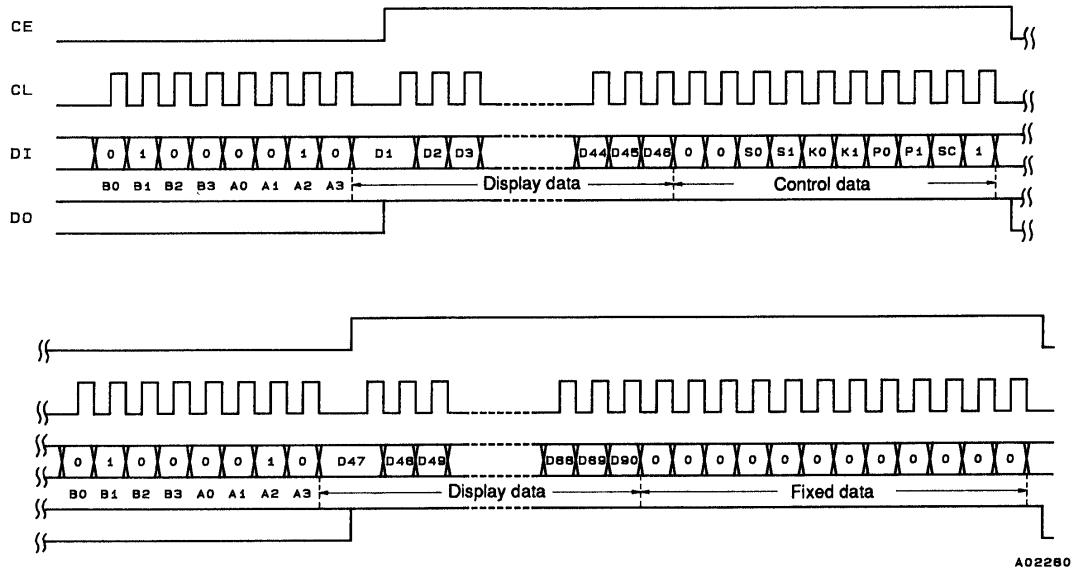 CE
CL
DI 0 1 0 0 0 0 1 0 D1 D2 D3 D44 D45 D46 0 0 S0 S1 K0 K1 P0 P1 SC 1
B0 B1 B2 B3 A0 A1 A2 A3 Display data Control data
DO
0 1 0 0 0 0 1 0 D47 D48 D49 D88 D89 D90 0 0 0 0 0 0 0 0 0 0 0 0
B0 B1 B2 B3 A0 A1 A2 A3 Display data Fixed data
A02280